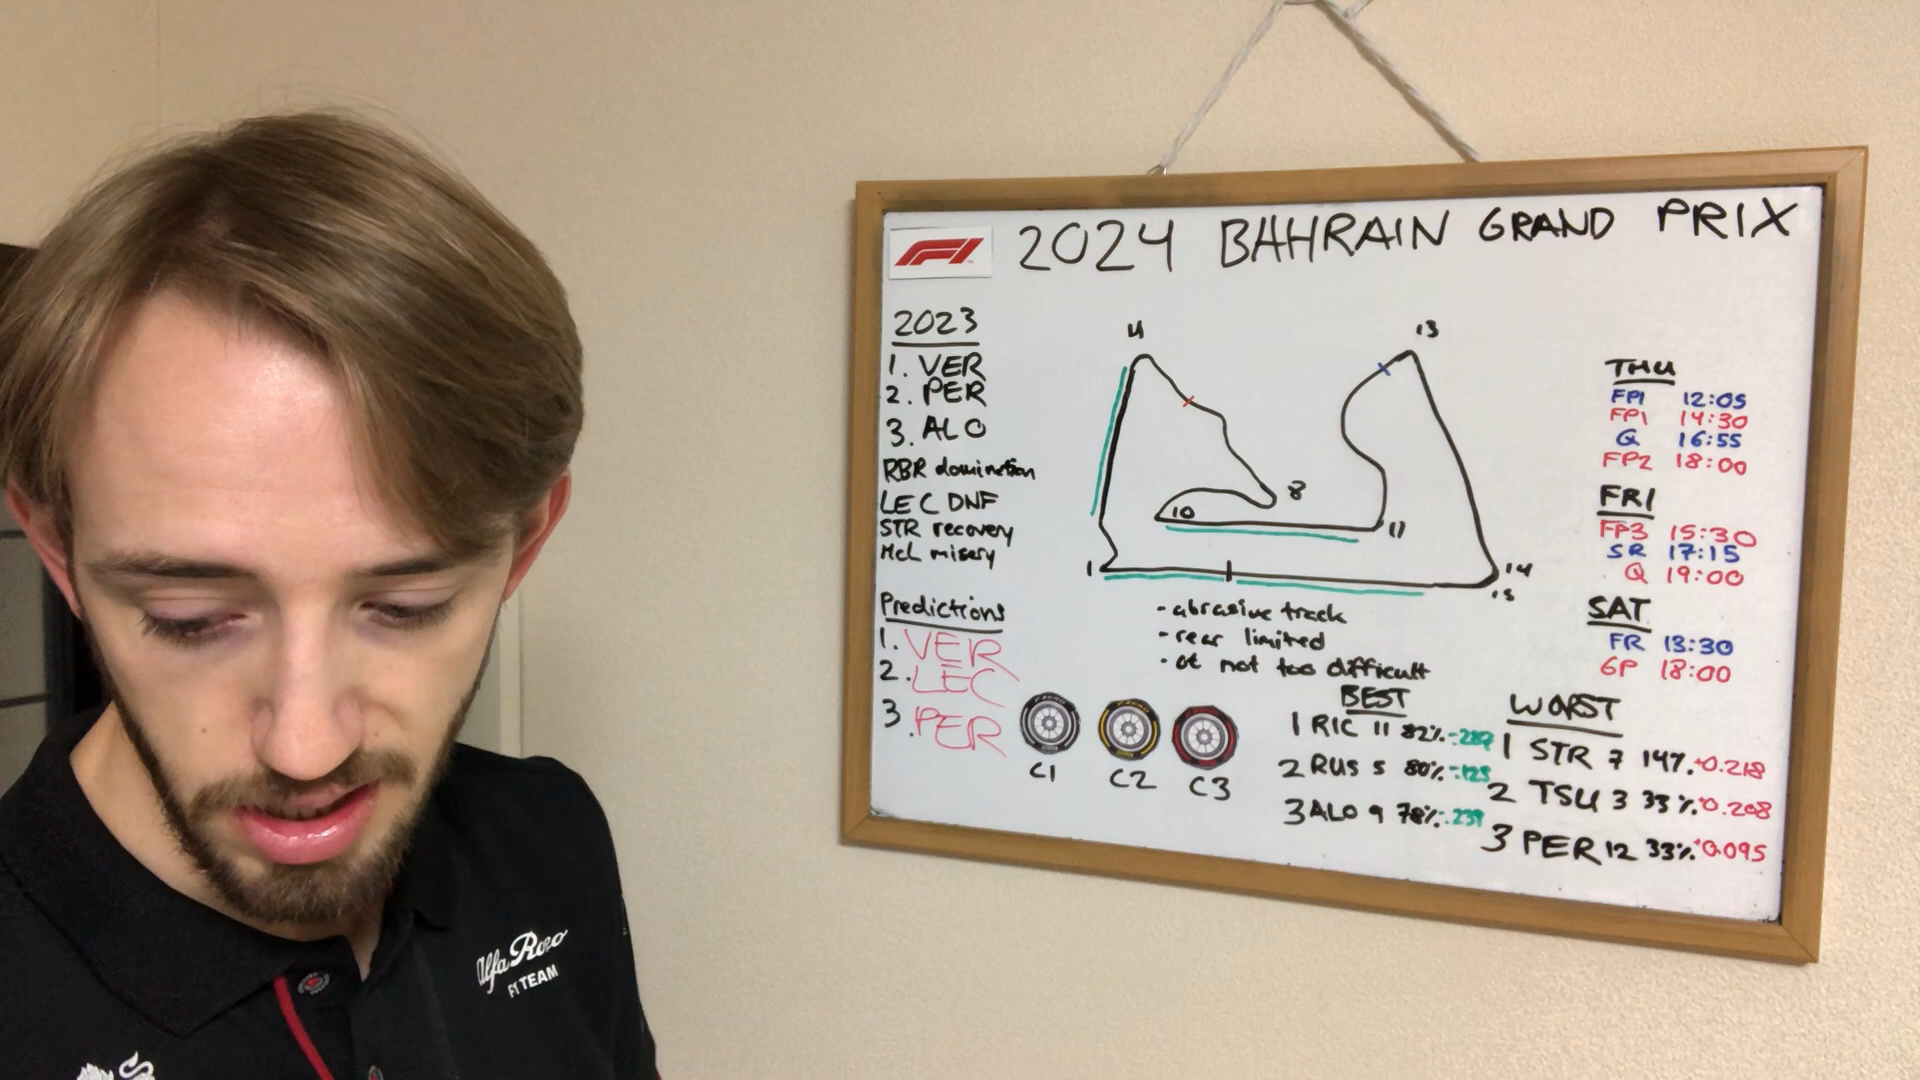 F1 2024 BAHRAIN GRAND PRIX
2023
1. VER
2. PER
3. ALO
RBR domination
LEC DNF
STR recovery
McL misery
Predictions
1. VER
2. LEC
3. PER
4
13
8
10
11
1
14
15
- abrasive track
- rear limited
- ot not too difficult
C1
C2
C3
BEST
1 RIC 11 82% -.287
2 RUS 5 80% -.125
3 ALO 9 78% -.239
WORST
1 STR 7 14% +0.218
2 TSU 3 33% +0.208
3 PER 12 33% +0.095
THU
FP1 12:05
FP1 14:30
Q 16:55
FP2 18:00
FRI
FP3 15:30
SR 17:15
Q 19:00
SAT
FR 13:30
GP 18:00
Alfa Romeo
F1 TEAM